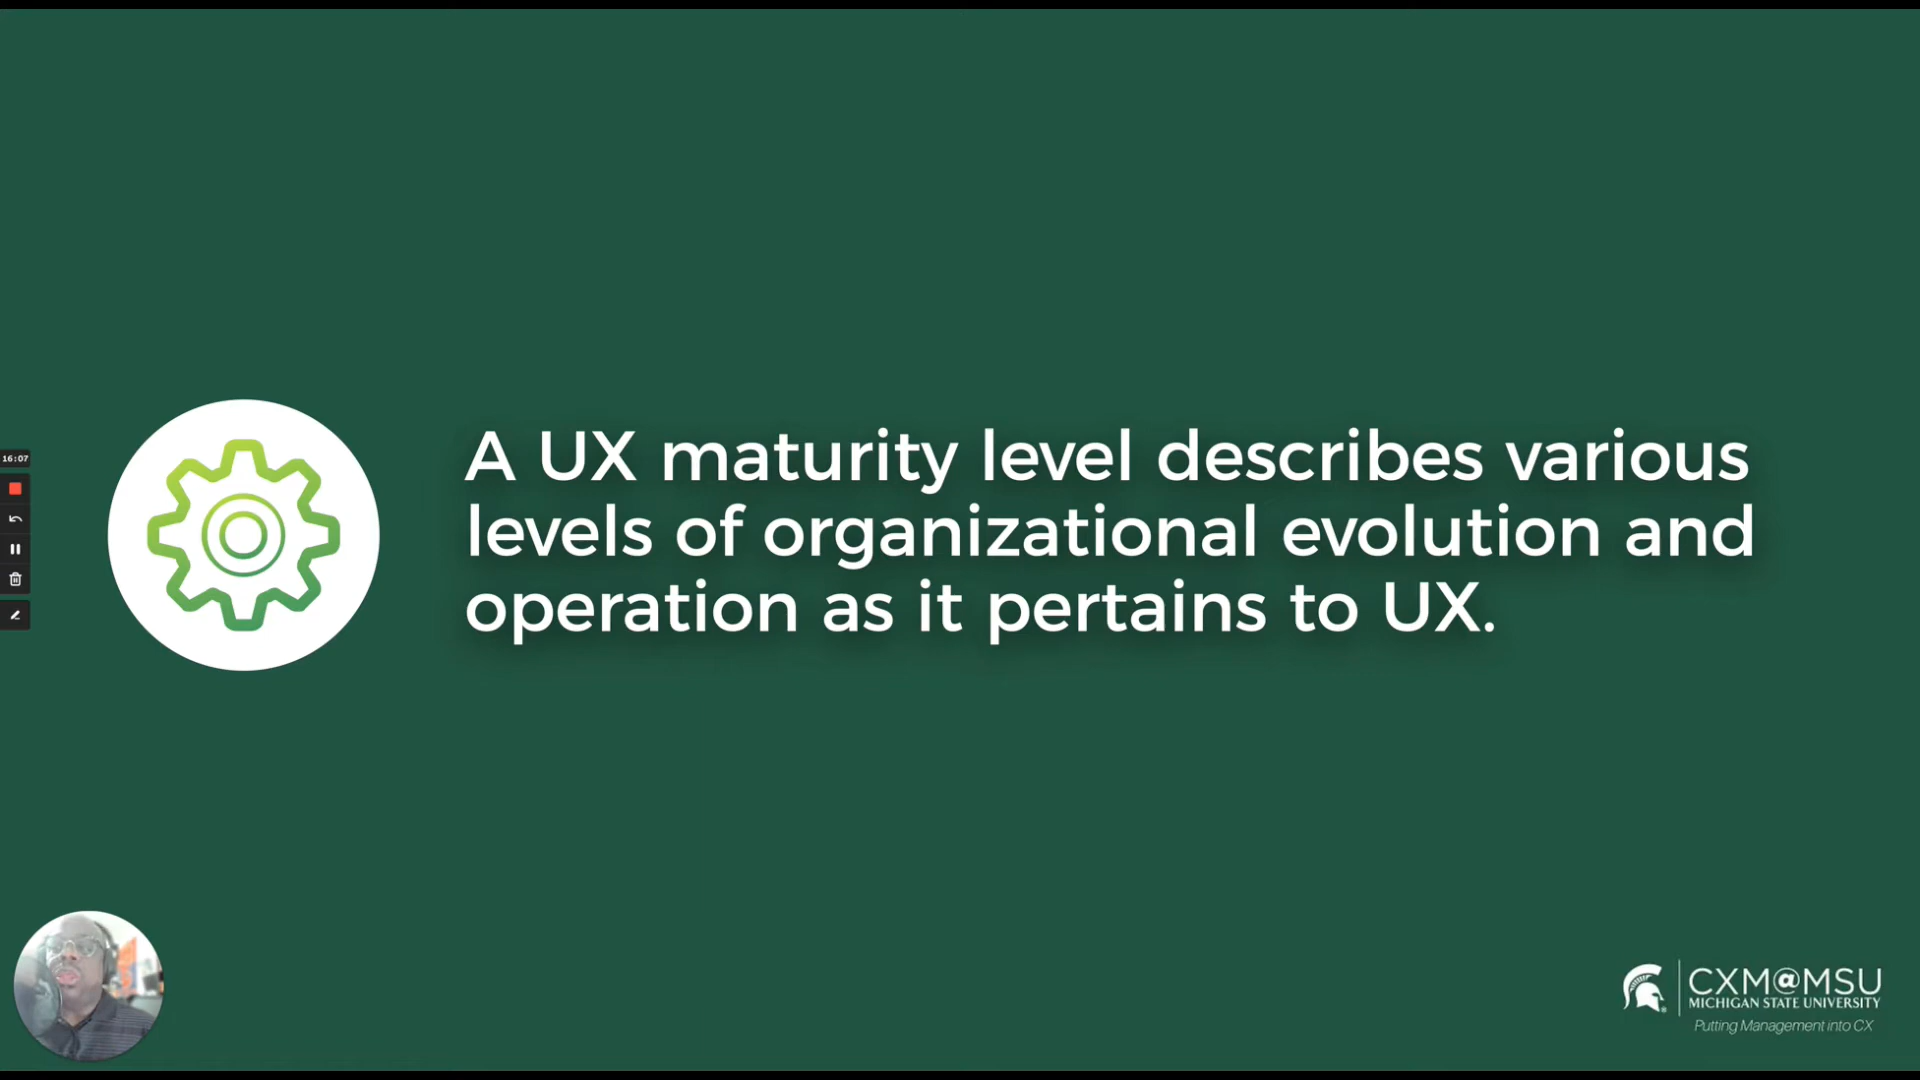 A UX maturity level describes various
levels of organizational evolution and
operation as it pertains to UX.
16:07
CXM@MSU
MICHIGAN STATE UNIVERSITY
Putting Management into CX